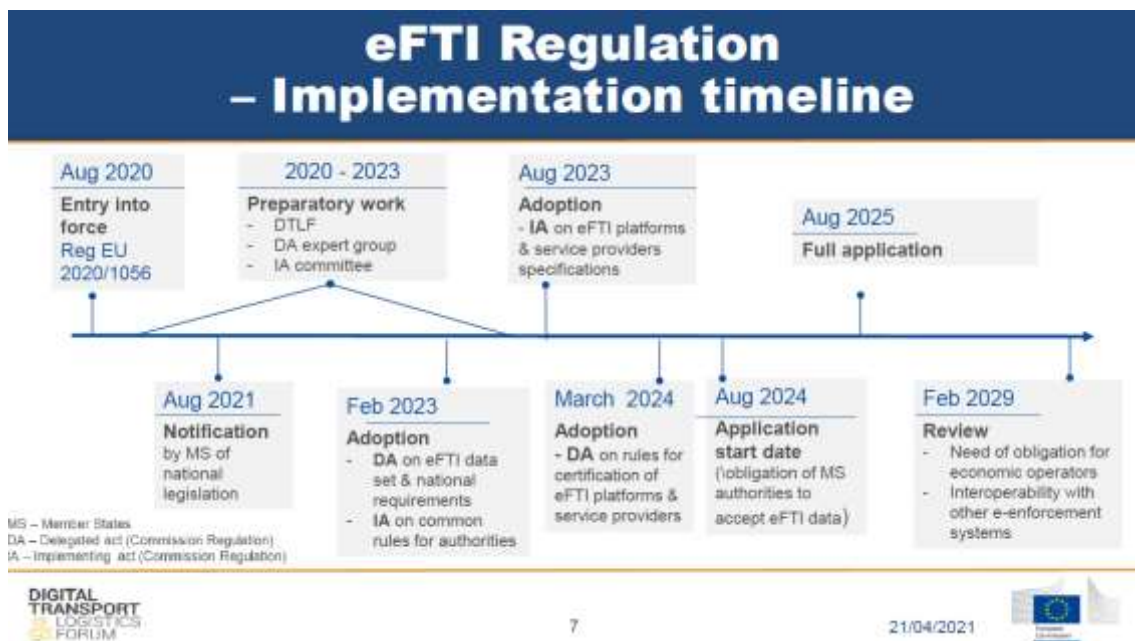 eFTI Regulation
– Implementation timeline
Aug 2020
Entry into
force
Reg EU
2020/1056
2020 - 2023
Preparatory work
- DTLF
- DA expert group
- IA committee
Aug 2023
Adoption
- IA on eFTI platforms
& service providers
specifications
Aug 2025
Full application
Aug 2021
Notification
by MS of
national
legislation
Feb 2023
Adoption
- DA on eFTI data
set & national
requirements
- IA on common
rules for authorities
March 2024
Adoption
- DA on rules for
certification of
eFTI platforms &
service providers
Aug 2024
Application
start date
(\obligation of MS
authorities to
accept eFTI data)
Feb 2029
Review
- Need of obligation for
economic operators
- Interoperability with
other e-enforcement
systems
MS – Member States
DA – Delegated act (Commission Regulation)
IA – Implementing act (Commission Regulation)
DIGITAL
TRANSPORT
LOGISTICS
FORUM
7
21/04/2021
European
Commission